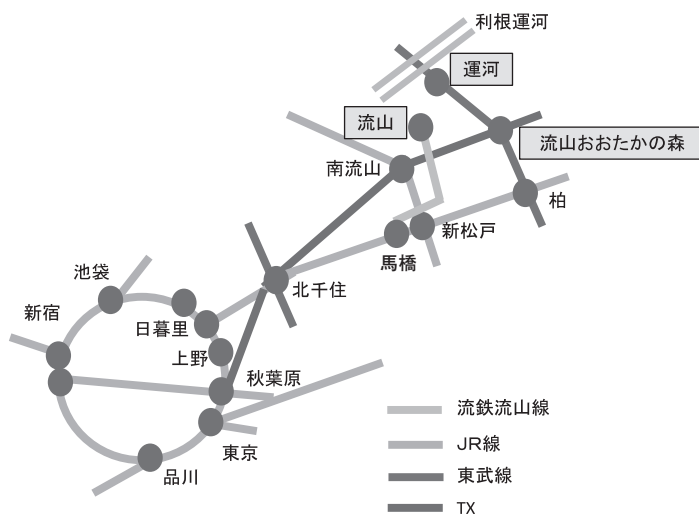 利根運河
運河
流山
流山おおたかの森
南流山
柏
新松戸
馬橋
北千住
池袋
新宿
日暮里
上野
秋葉原
東京
品川
流鉄流山線
JR線
東武線
TX